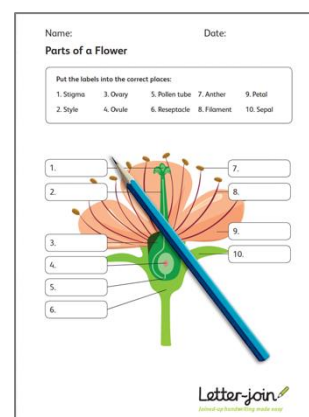 Name: Date:
Parts of a Flower
Put the labels into the correct places:
1. Stigma 3. Ovary 5. Pollen tube 7. Anther 9. Petal
2. Style 4. Ovule 6. Reseptacle 8. Filament 10. Sepal
1. 7.
2. 8.
3. 9.
4. 10.
5.
6.
Letter-join
Joined-up handwriting made easy